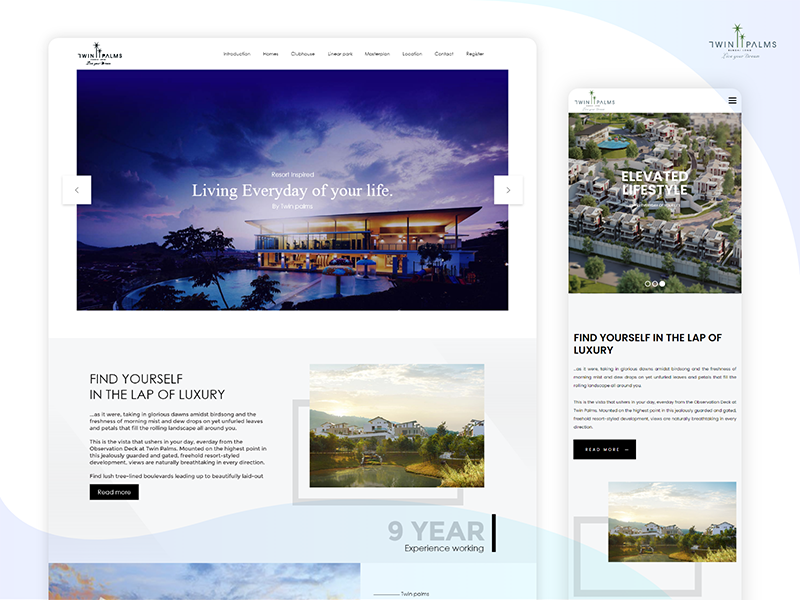 TWIN PALMS
Introduction Homes Clubhouse Linear park Masterplan Location Contact Register
Resort Inspired
Living Everyday of your life.
By Twin palms
FIND YOURSELF
IN THE LAP OF LUXURY
...as it were, taking in glorious dawns amidst birdsong and the
freshness of morning mist and dew drops on yet unfurled leaves
and petals that fill the rolling landscape all around you.
This is the vista that ushers in your day, everday from the
Observation Deck at Twin Palms. Mounted on the highest point in
this jealously guarded and gated, freehold resort-styled
development, views are naturally breathtaking in every direction.
Find lush tree-lined boulevards leading up to beautifully laid-out
Read more
9 YEAR
Experience working
Twin palms
TWIN PALMS
TWIN PALMS
ELEVATED
LIFESTYLE
FIND YOURSELF IN THE LAP OF
LUXURY
...as it were, taking in glorious dawns amidst birdsong and the freshness of
morning mist and dew drops on yet unfurled leaves and petals that fill the
rolling landscape all around you.
This is the vista that ushers in your day, everyday from the Observation Deck at
Twin Palms. Mounted on the highest point in this jealously guarded and gated,
freehold resort-styled development, views are naturally breathtaking in every
direction.
READ MORE